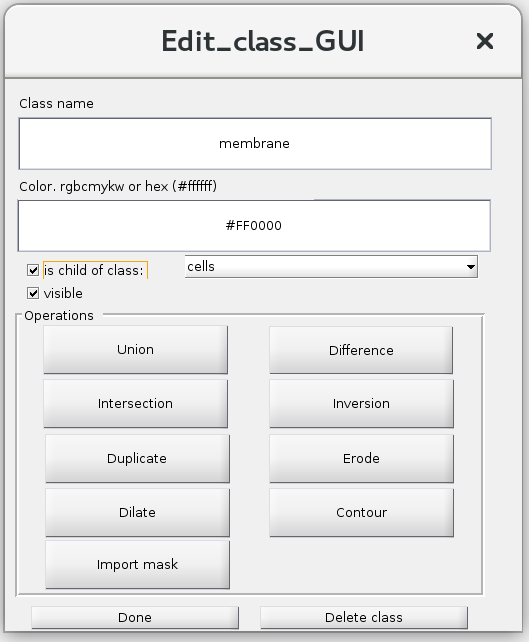 Edit_class_GUI
Class name
membrane
Color. rgbcmykw or hex (#ffffff)
#FF0000
is child of class: cells
visible
Operations
Union Difference
Intersection Inversion
Duplicate Erode
Dilate Contour
Import mask
Done Delete class